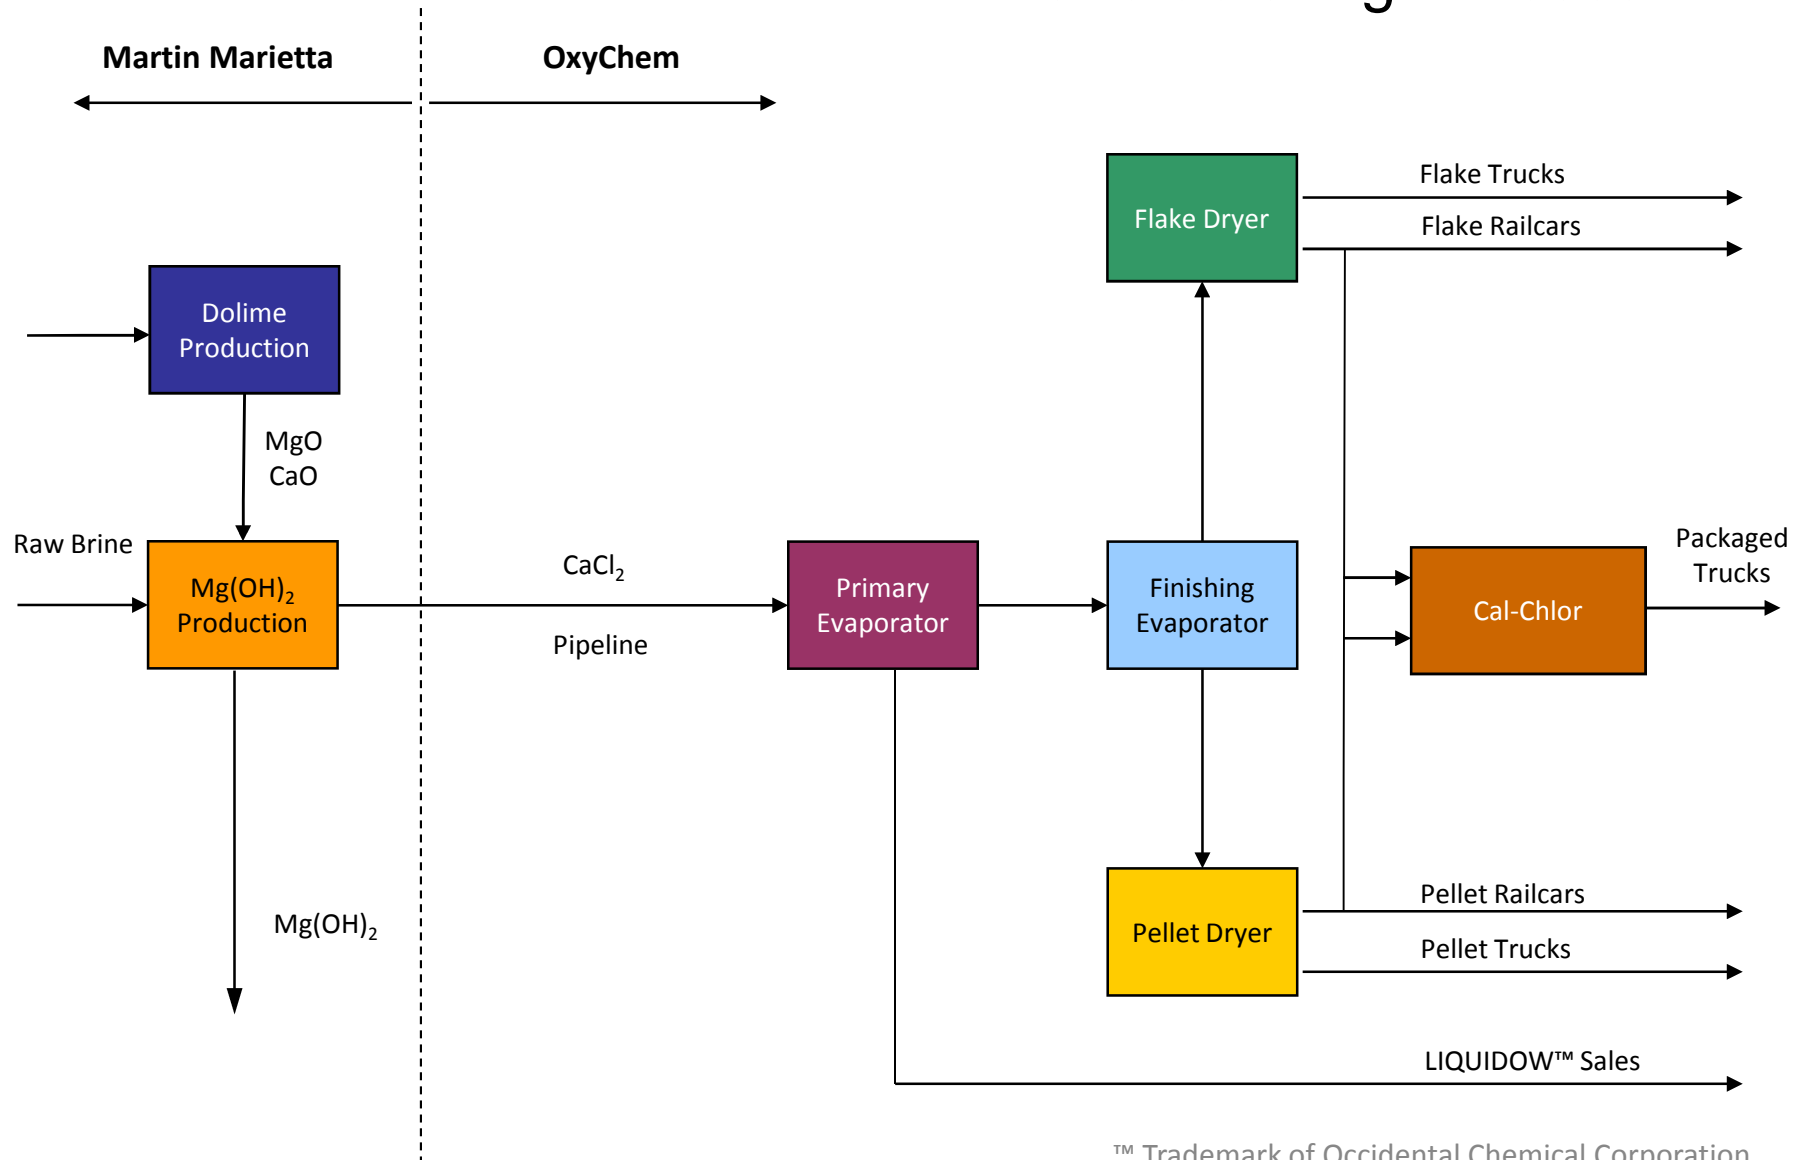 Martin Marietta
OxyChem
Flake Trucks
Flake Railcars
Flake Dryer
Dolime
Production
MgO
CaO
Raw Brine
Mg(OH)₂
Production
CaCl₂
Pipeline
Primary
Evaporator
Finishing
Evaporator
Cal-Chlor
Packaged
Trucks
Mg(OH)₂
Pellet Dryer
Pellet Railcars
Pellet Trucks
LIQUIDOW™ Sales
™ Trademark of Occidental Chemical Corporation